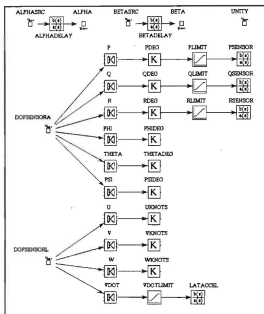 ALPHASRC ALPHA BETASRC BETA UNITY
ALPHADELAY BETADELAY
P PDEG PLIMIT PSENSOR
K
Q QDEG QLIMIT QSENSOR
K
R RDEG RLIMIT RSENSOR
K
DOFSENSORA
PHI PHIDEG
K
THETA THETADEG
K
PSI PSIDEG
K
U UKNOTS
K
V VKNOTS
K
DOFSENSORL
W WKNOTS
K
VDOT VDOTLIMIT LATACCEL